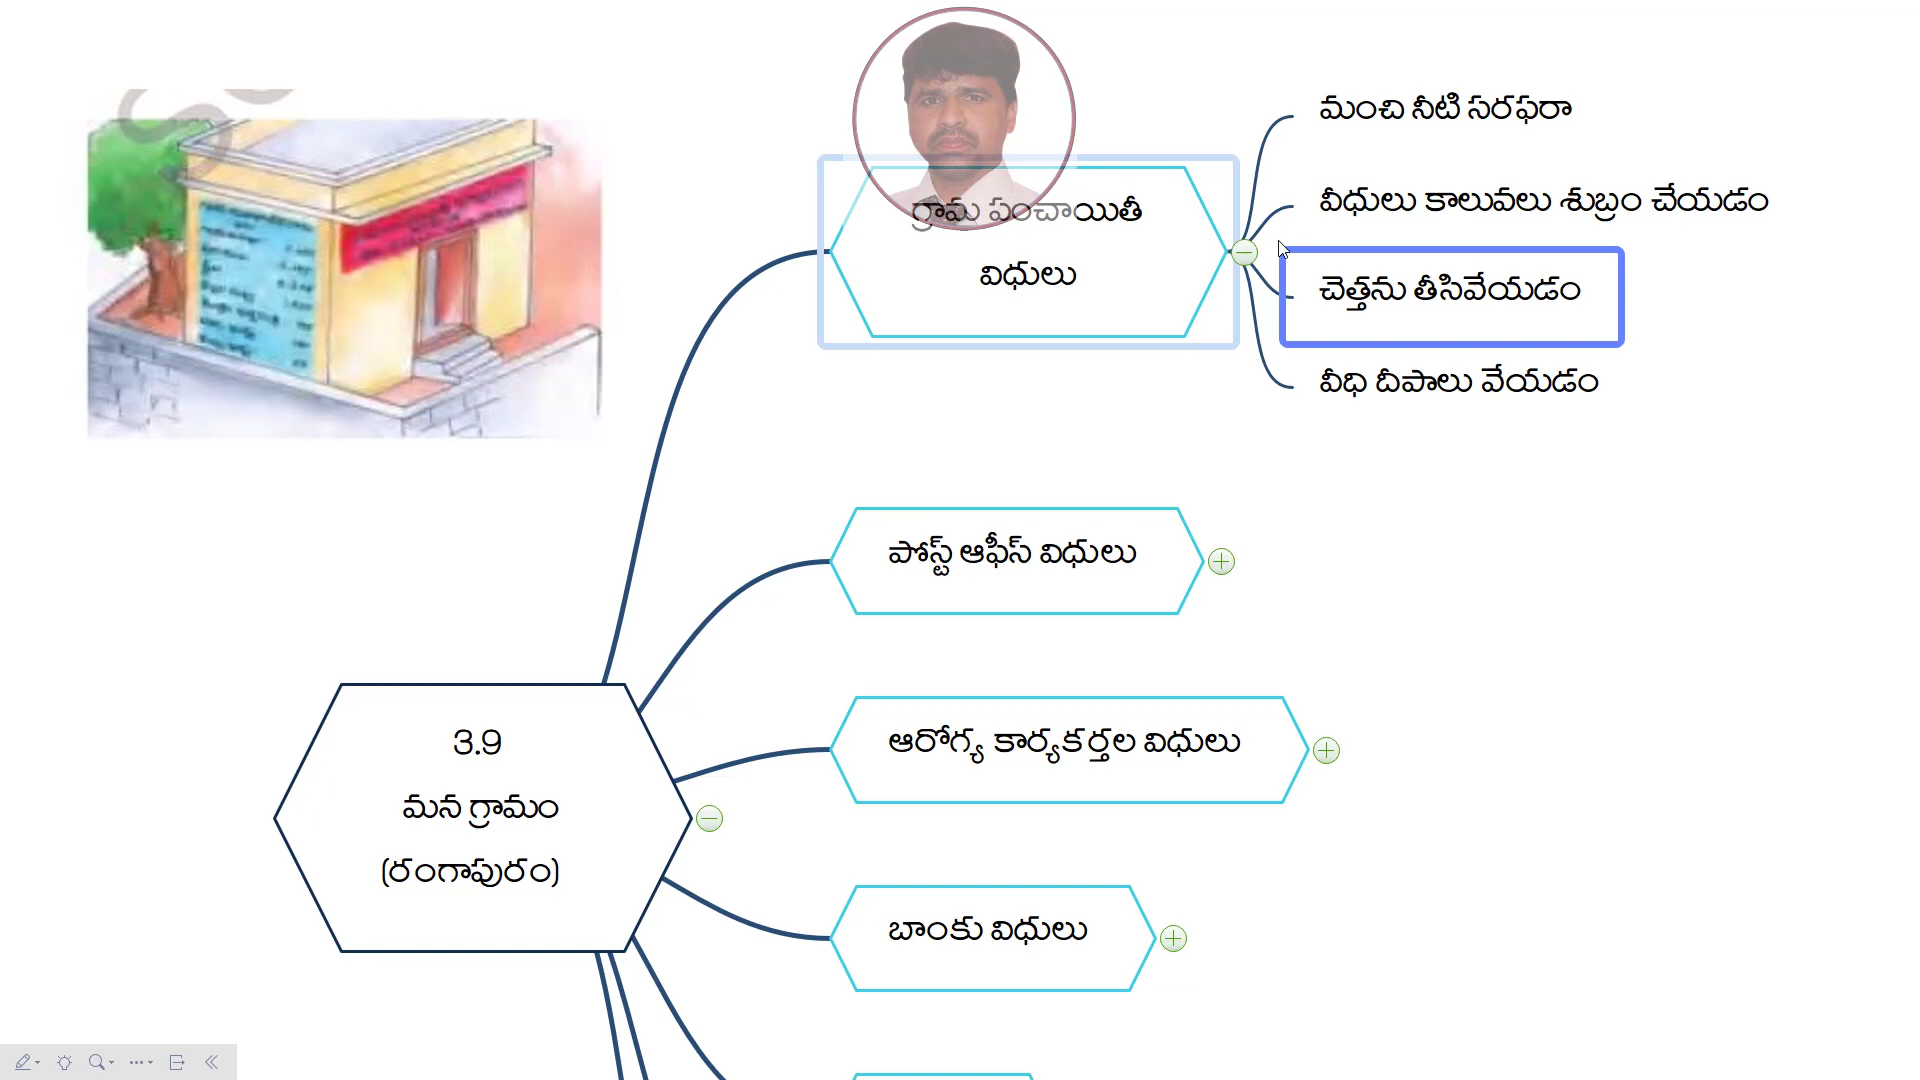 గ్రామ పంచాయితీ
విధులు
మంచి నీటి సరఫరా
వీధులు కాలువలు శుబ్రం చేయడం
చెత్తను తీసివేయడం
వీధి దీపాలు వేయడం
పోస్ట్ ఆఫీస్ విధులు
ఆరోగ్య కార్యకర్తల విధులు
3.9
మన గ్రామం
(రంగాపురం)
బాంకు విధులు